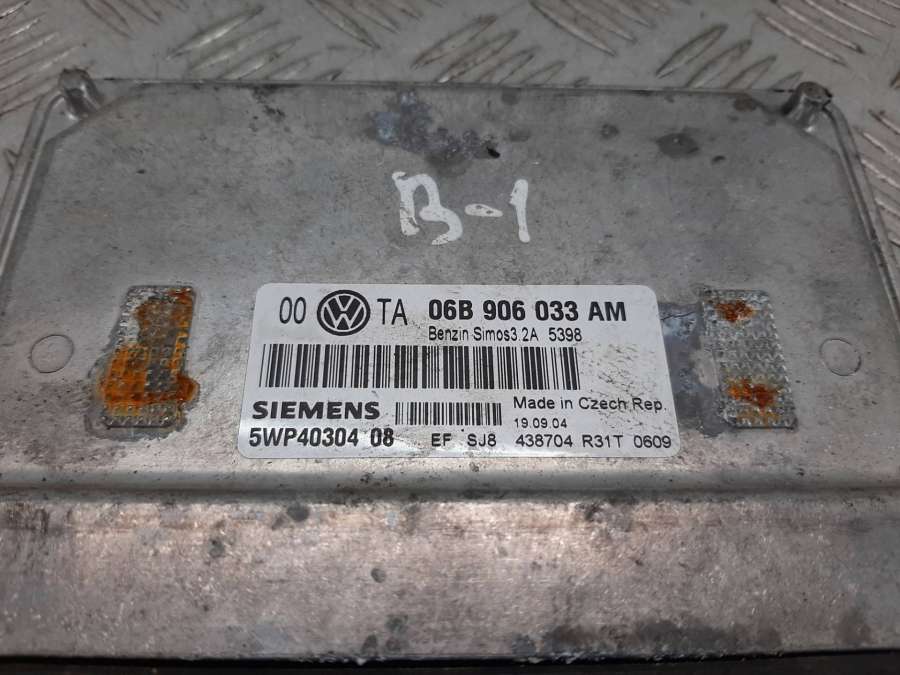 B-1
00 VW TA 06B 906 033 AM
Benzin Simos3.2A 5398
SIEMENS Made in Czech Rep.
19.09.04
5WP40304 08 EF SJ8 438704 R31T 0609